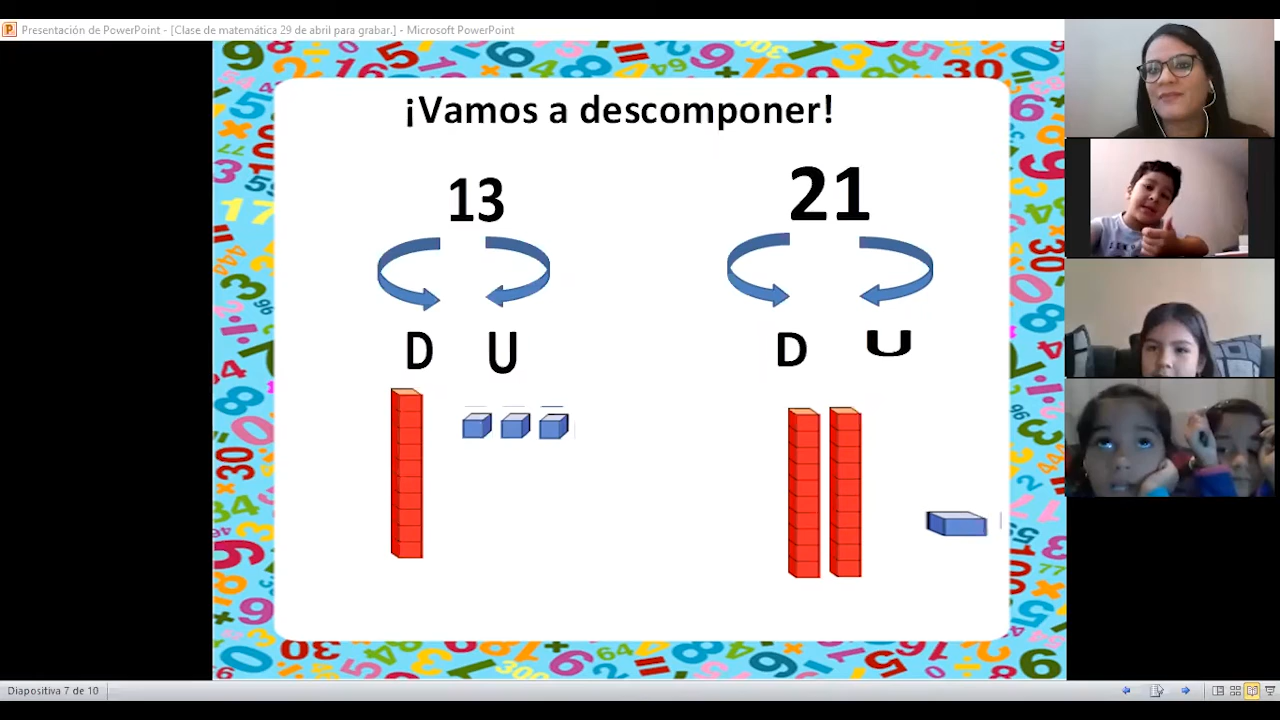 Presentación de PowerPoint - [Clase de matemática 29 de abril para grabar.] - Microsoft PowerPoint
¡Vamos a descomponer!
13 21
D U D U
Diapositiva 7 de 10